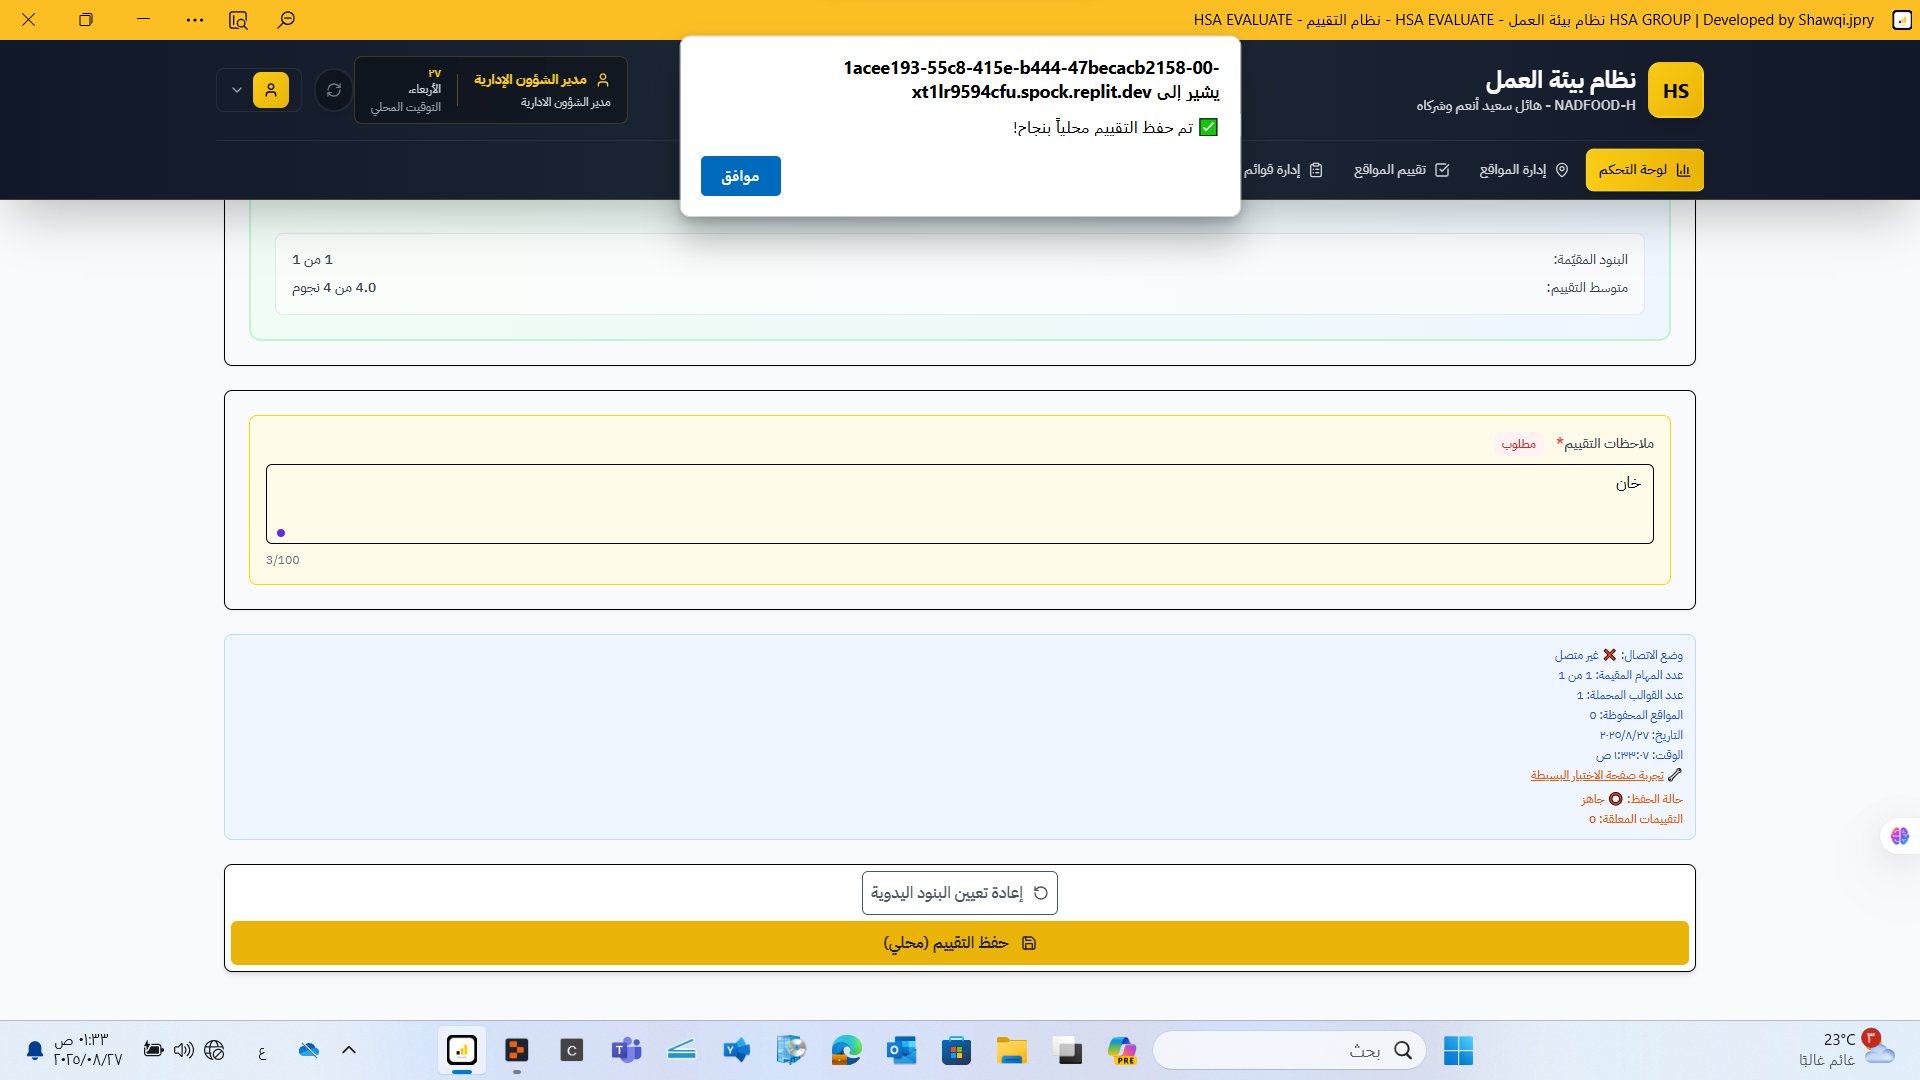 HSA GROUP | Developed by Shawqi.jpry نظام بيئة العمل - HSA EVALUATE - نظام التقييم - HSA EVALUATE
HS
نظام بيئة العمل
NADFOOD-H - هائل سعيد أنعم وشركاه
مدير الشؤون الإدارية
مدير الشؤون الادارية
٢٧
الأربعاء،
التوقيت المحلي
لوحة التحكم
إدارة المواقع
تقييم المواقع
إدارة قوائم
1acee193-55c8-415e-b444-47becacb2158-00-
xt1lr9594cfu.spock.replit.dev يشير إلى
✅ تم حفظ التقييم محلياً بنجاح!
موافق
البنود المقيّمة:
1 من 1
متوسط التقييم:
4.0 من 4 نجوم
ملاحظات التقييم*
مطلوب
خان
3/100
وضع الاتصال: ❌ غير متصل
عدد المهام المقيمة: 1 من 1
عدد القوالب المحملة: 1
المواقع المحفوظة: 0
التاريخ: ٢٧‏/٨‏/٢٠٢٥
الوقت: ١:٣٣:٠٧ ص
🔗 تجربة صفحة الاختبار البسيطة
حالة الحفظ: ⭕ جاهز
التقييمات المعلقة: 0
إعادة تعيين البنود اليدوية
حفظ التقييم (محلي)
23°C
غائم غالبًا
٣
بحث
PRE
C
ع
٠١:٣٣ ص
٢٠٢٥/٠٨/٢٧